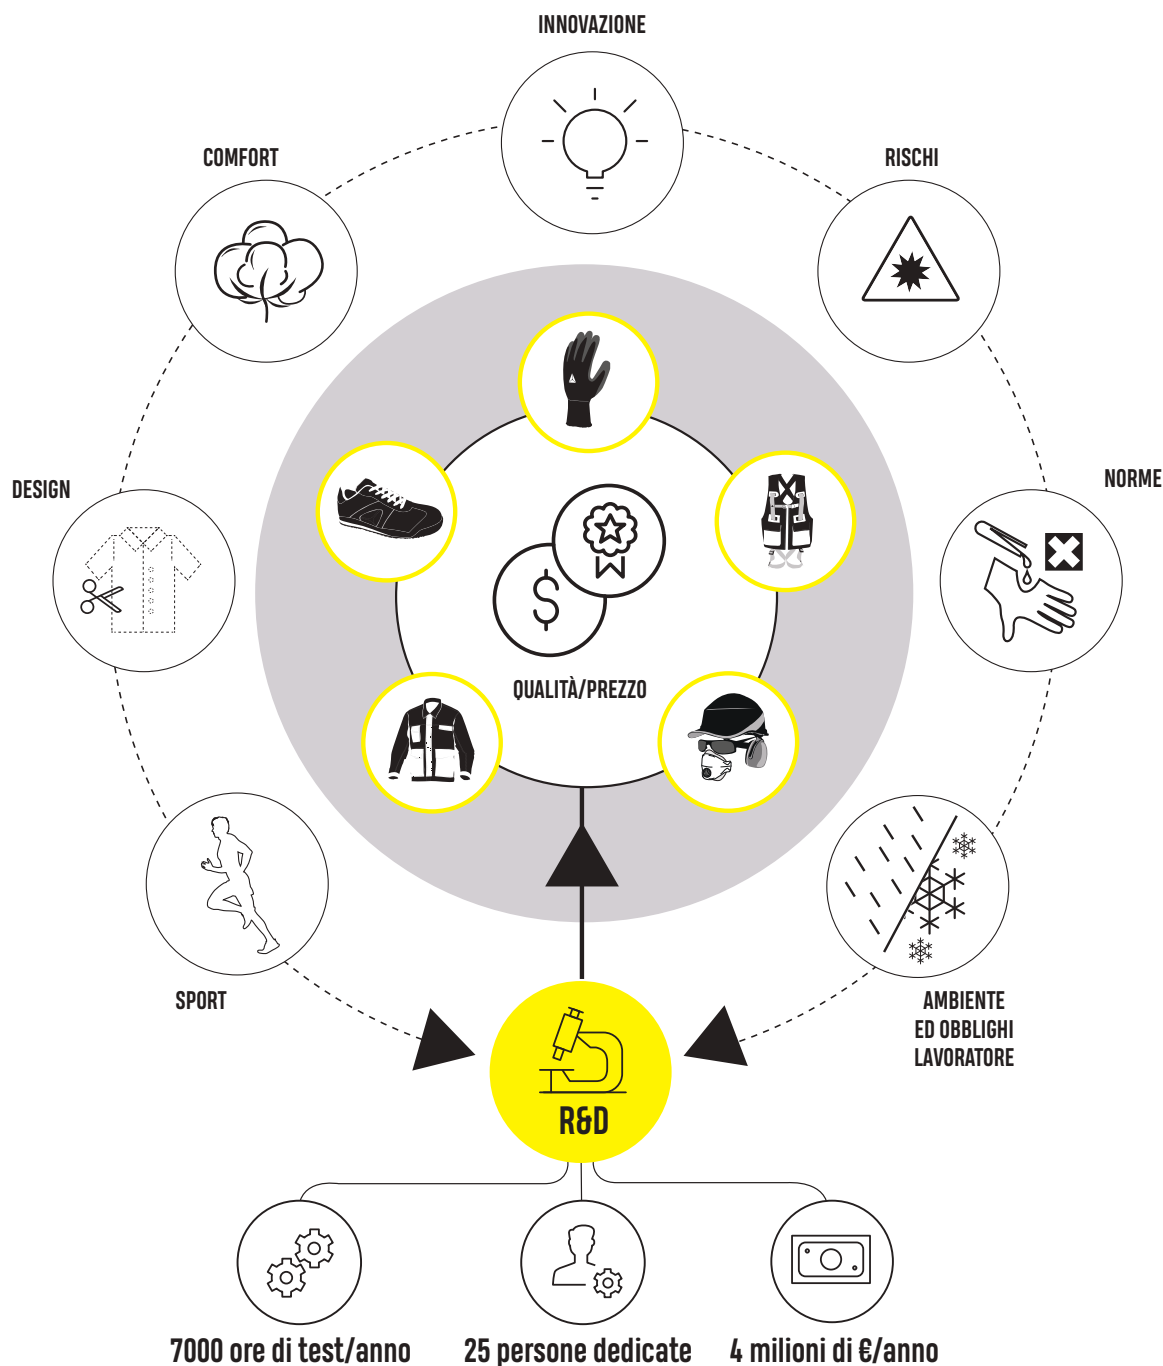 INNOVAZIONE
COMFORT
RISCHI
DESIGN
NORME
$
QUALITÀ/PREZZO
SPORT
AMBIENTE
ED OBBLIGHI
LAVORATORE
R&D
7000 ore di test/anno
25 persone dedicate
4 milioni di €/anno